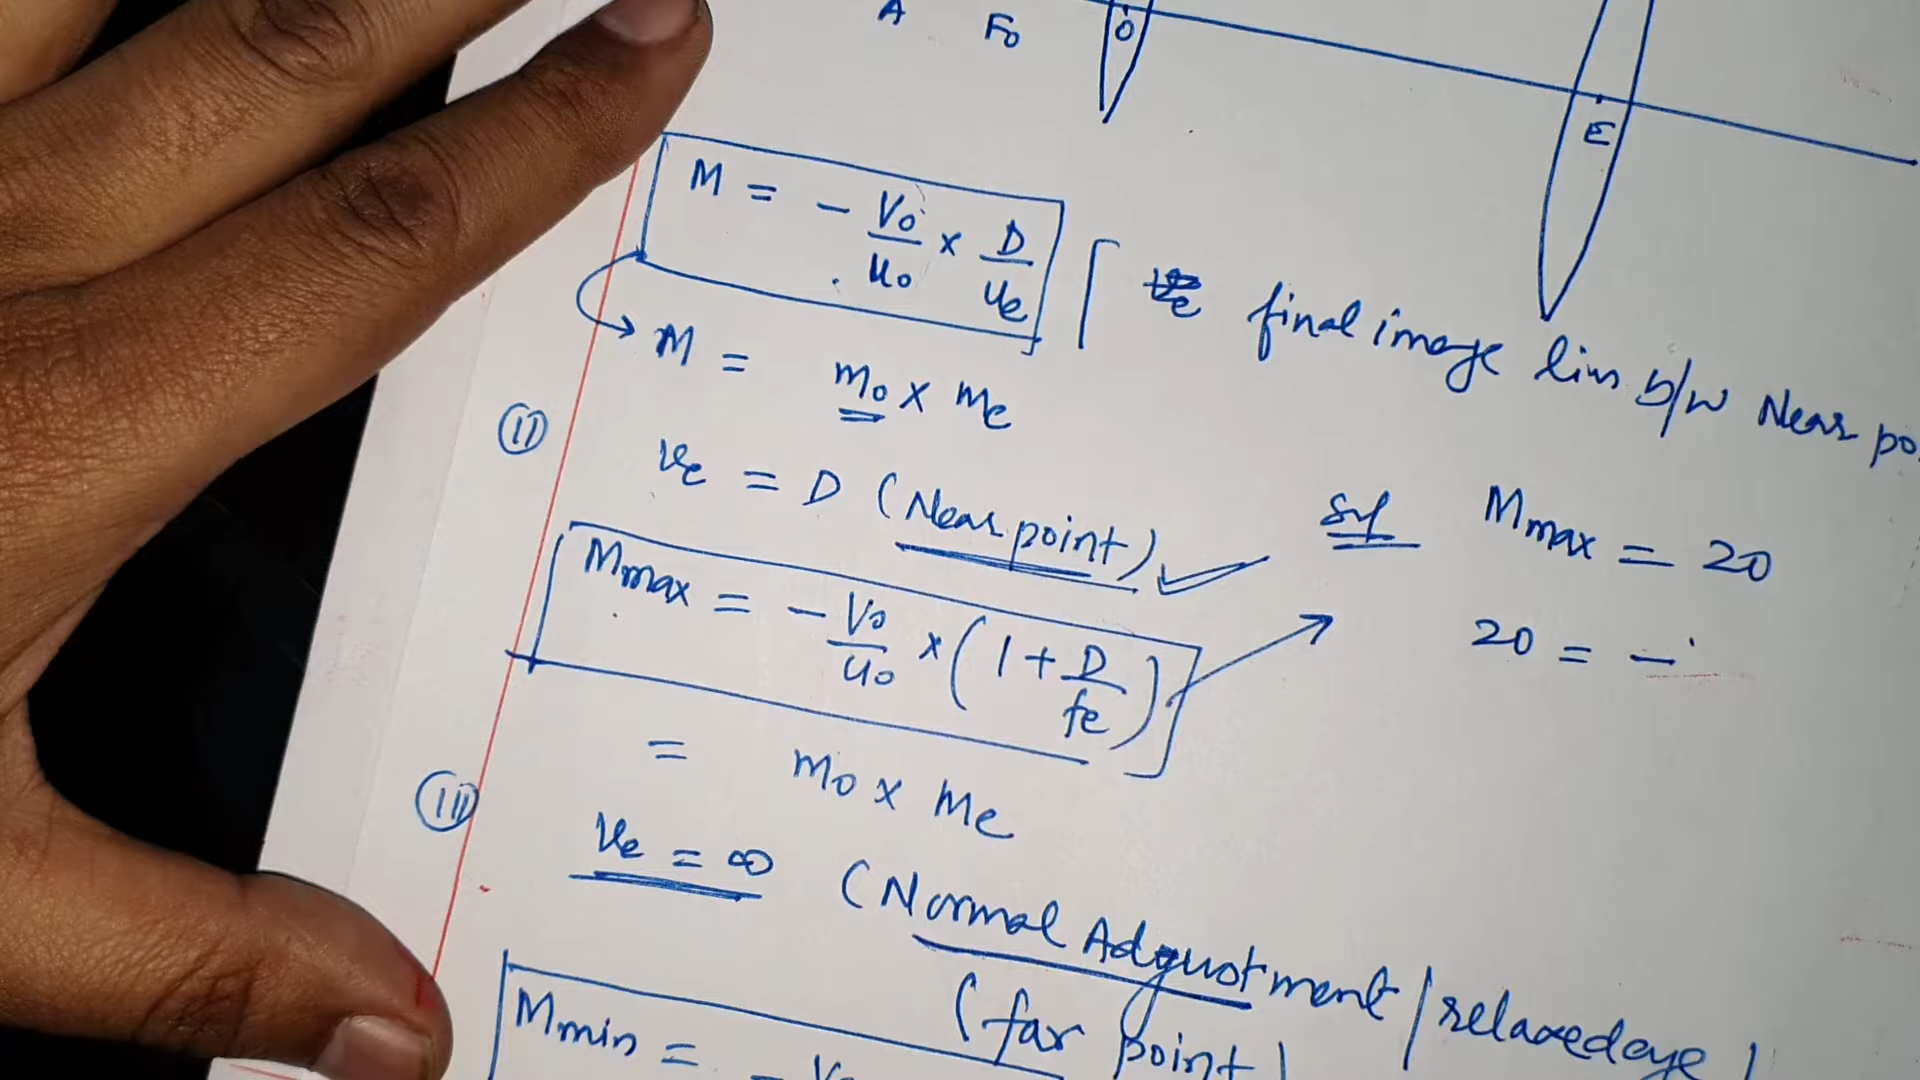 A Fo O
E
M = - Vo/uo × D/ue [ final image lies b/w Near po
→ M = mo × me
(ii) ve = D (Near point)
Sol Mmax = 20
Mmax = - Vo/uo × (1 + D/fe)
20 = -
= mo × me
(iii) ve = ∞ (Normal Adjustment / relaxed eye)
(far point)
Mmin = - Vo